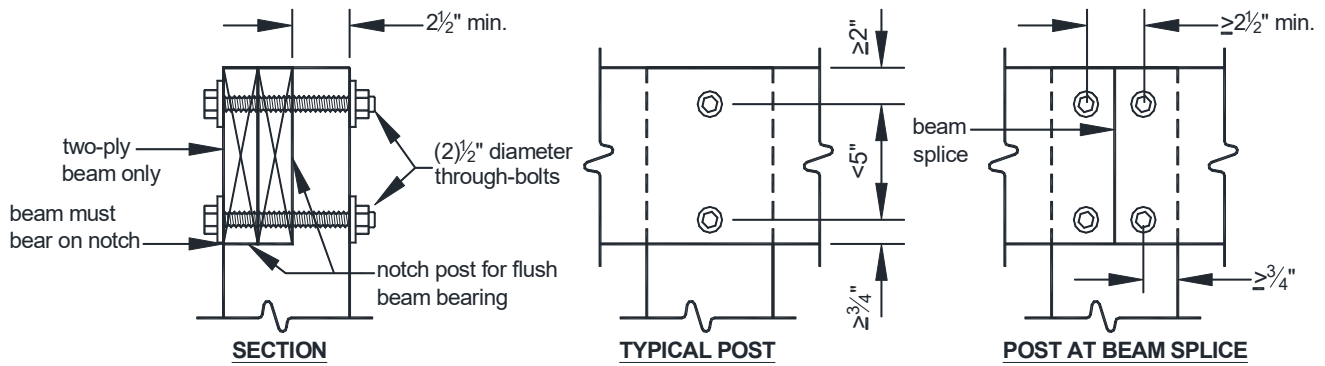 2½" min.
two-ply
beam only
beam must
bear on notch
(2)½" diameter
through-bolts
notch post for flush
beam bearing
SECTION
≥2"
<5"
≥¾"
TYPICAL POST
≥2½" min.
beam
splice
≥¾"
POST AT BEAM SPLICE